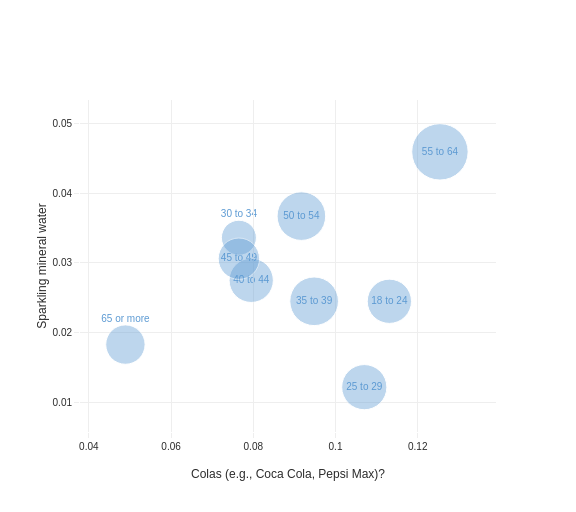 0.05
55 to 64
0.04
30 to 34
50 to 54
Sparkling mineral water
0.03
45 to 49
40 to 44
35 to 39
18 to 24
65 or more
0.02
25 to 29
0.01
0.04
0.06
0.08
0.1
0.12
Colas (e.g., Coca Cola, Pepsi Max)?